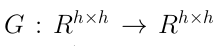 G : R^{h×h} → R^{h×h}